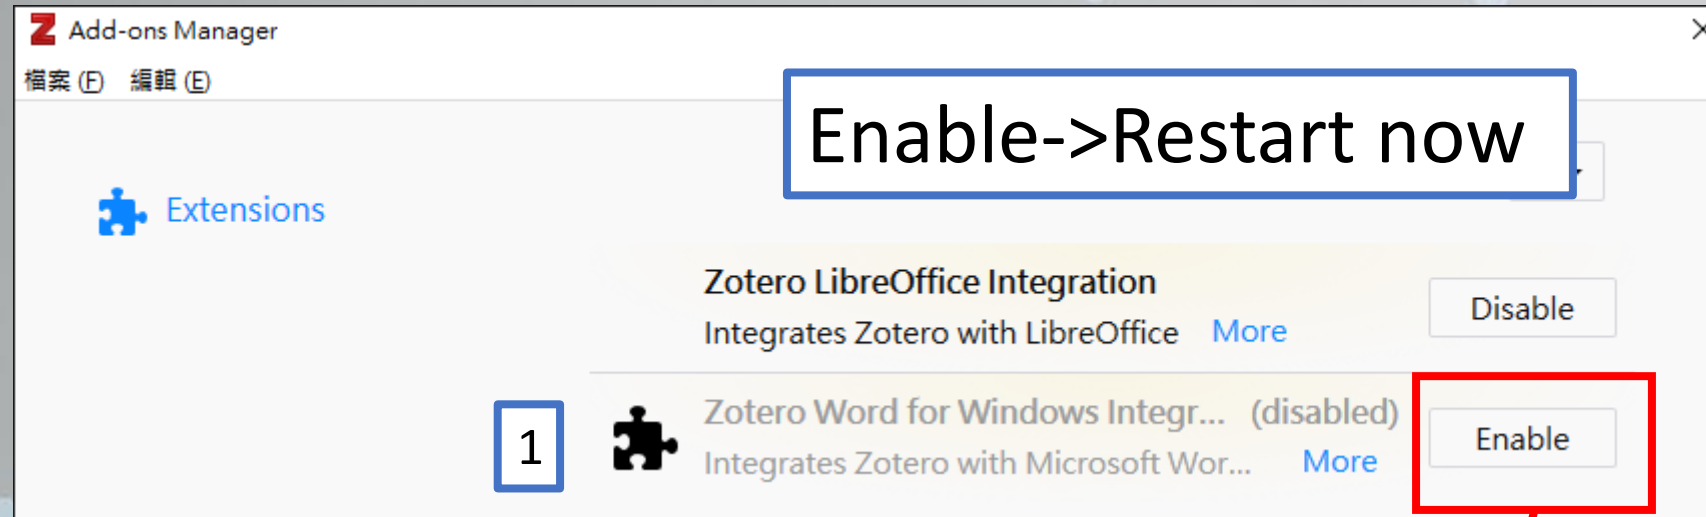 Add-ons Manager
檔案 (F) 編輯 (E)
Enable->Restart now
Extensions
Zotero LibreOffice Integration
Integrates Zotero with LibreOffice More
Disable
1
Zotero Word for Windows Integr... (disabled)
Integrates Zotero with Microsoft Wor... More
Enable